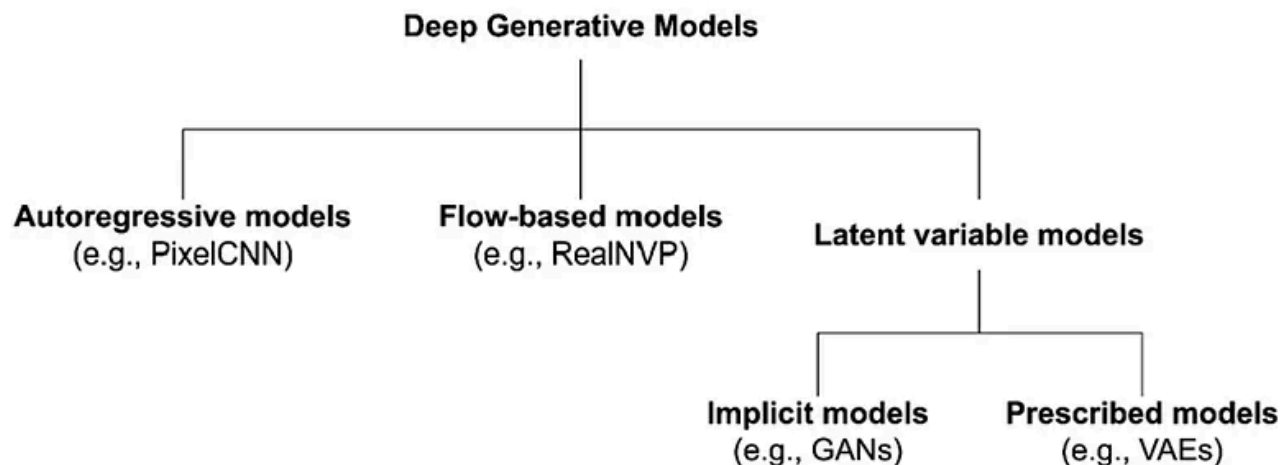 Deep Generative Models
Autoregressive models
(e.g., PixelCNN)
Flow-based models
(e.g., RealNVP)
Latent variable models
Implicit models
(e.g., GANs)
Prescribed models
(e.g., VAEs)